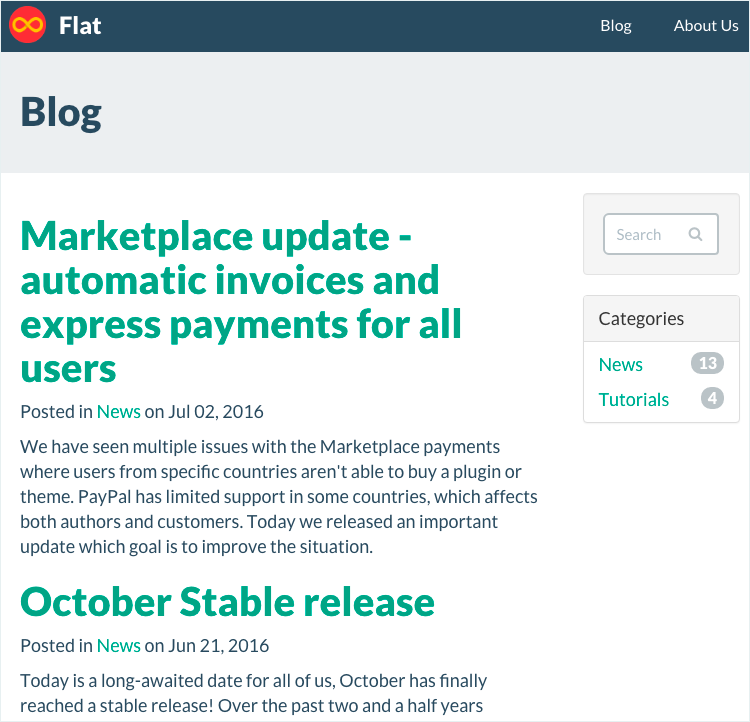 Flat
Blog
About Us
Blog
Marketplace update -
automatic invoices and
express payments for all
users
Posted in News on Jul 02, 2016
We have seen multiple issues with the Marketplace payments
where users from specific countries aren't able to buy a plugin or
theme. PayPal has limited support in some countries, which affects
both authors and customers. Today we released an important
update which goal is to improve the situation.
October Stable release
Posted in News on Jun 21, 2016
Today is a long-awaited date for all of us, October has finally
reached a stable release! Over the past two and a half years
Search
Categories
News 13
Tutorials 4